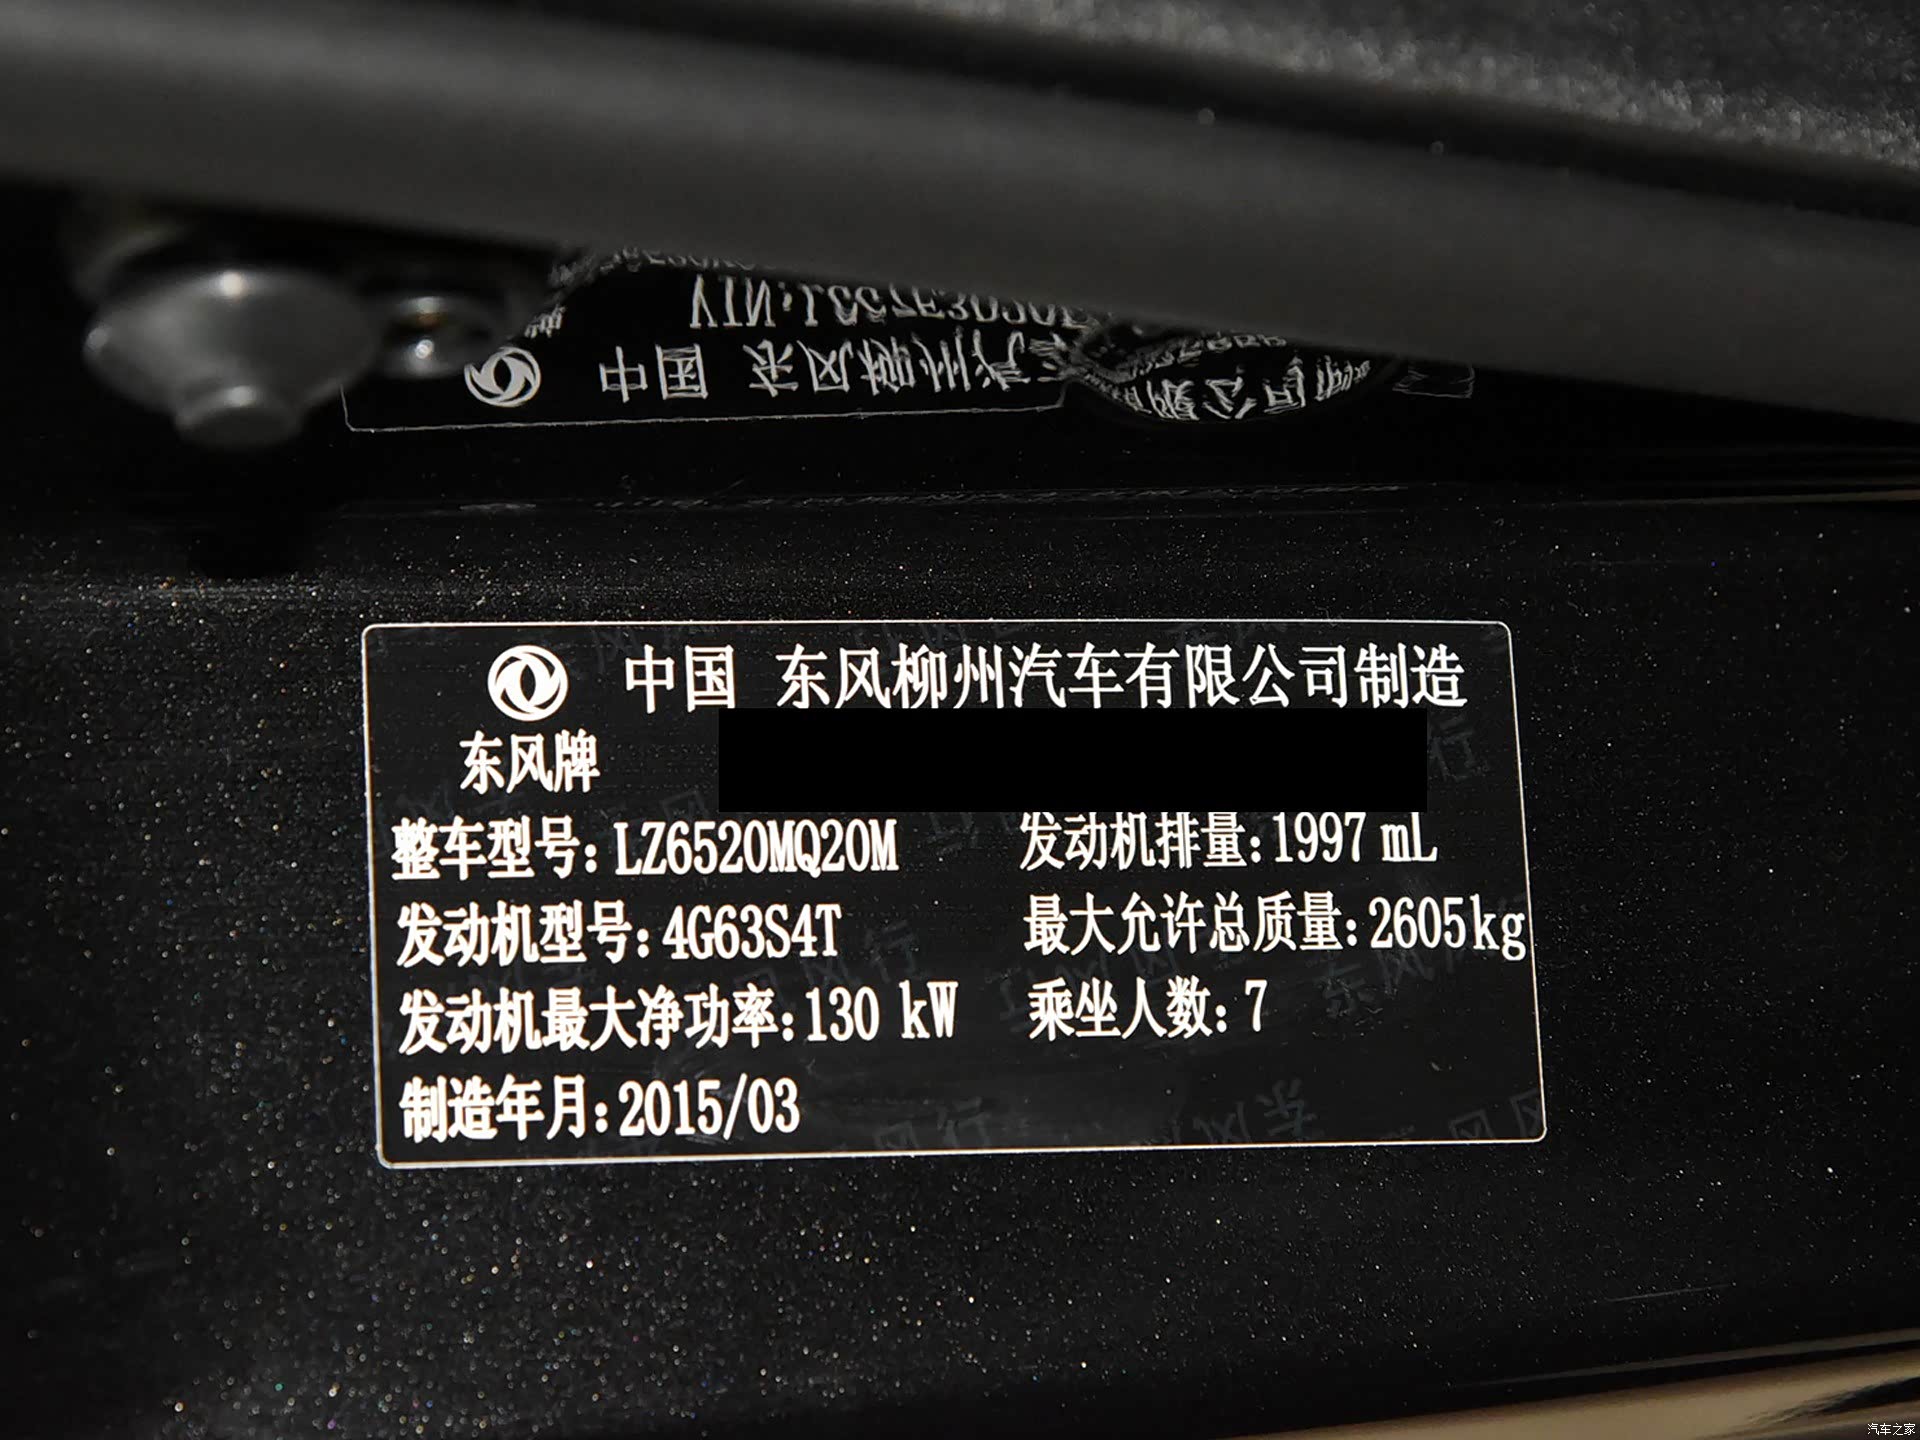 中国 东风柳州汽车有限公司制造
东风牌
整车型号:LZ6520MQ20M 发动机排量:1997 mL
发动机型号:4G63S4T 最大允许总质量:2605kg
发动机最大净功率:130 kW 乘坐人数:7
制造年月:2015/03
汽车之家